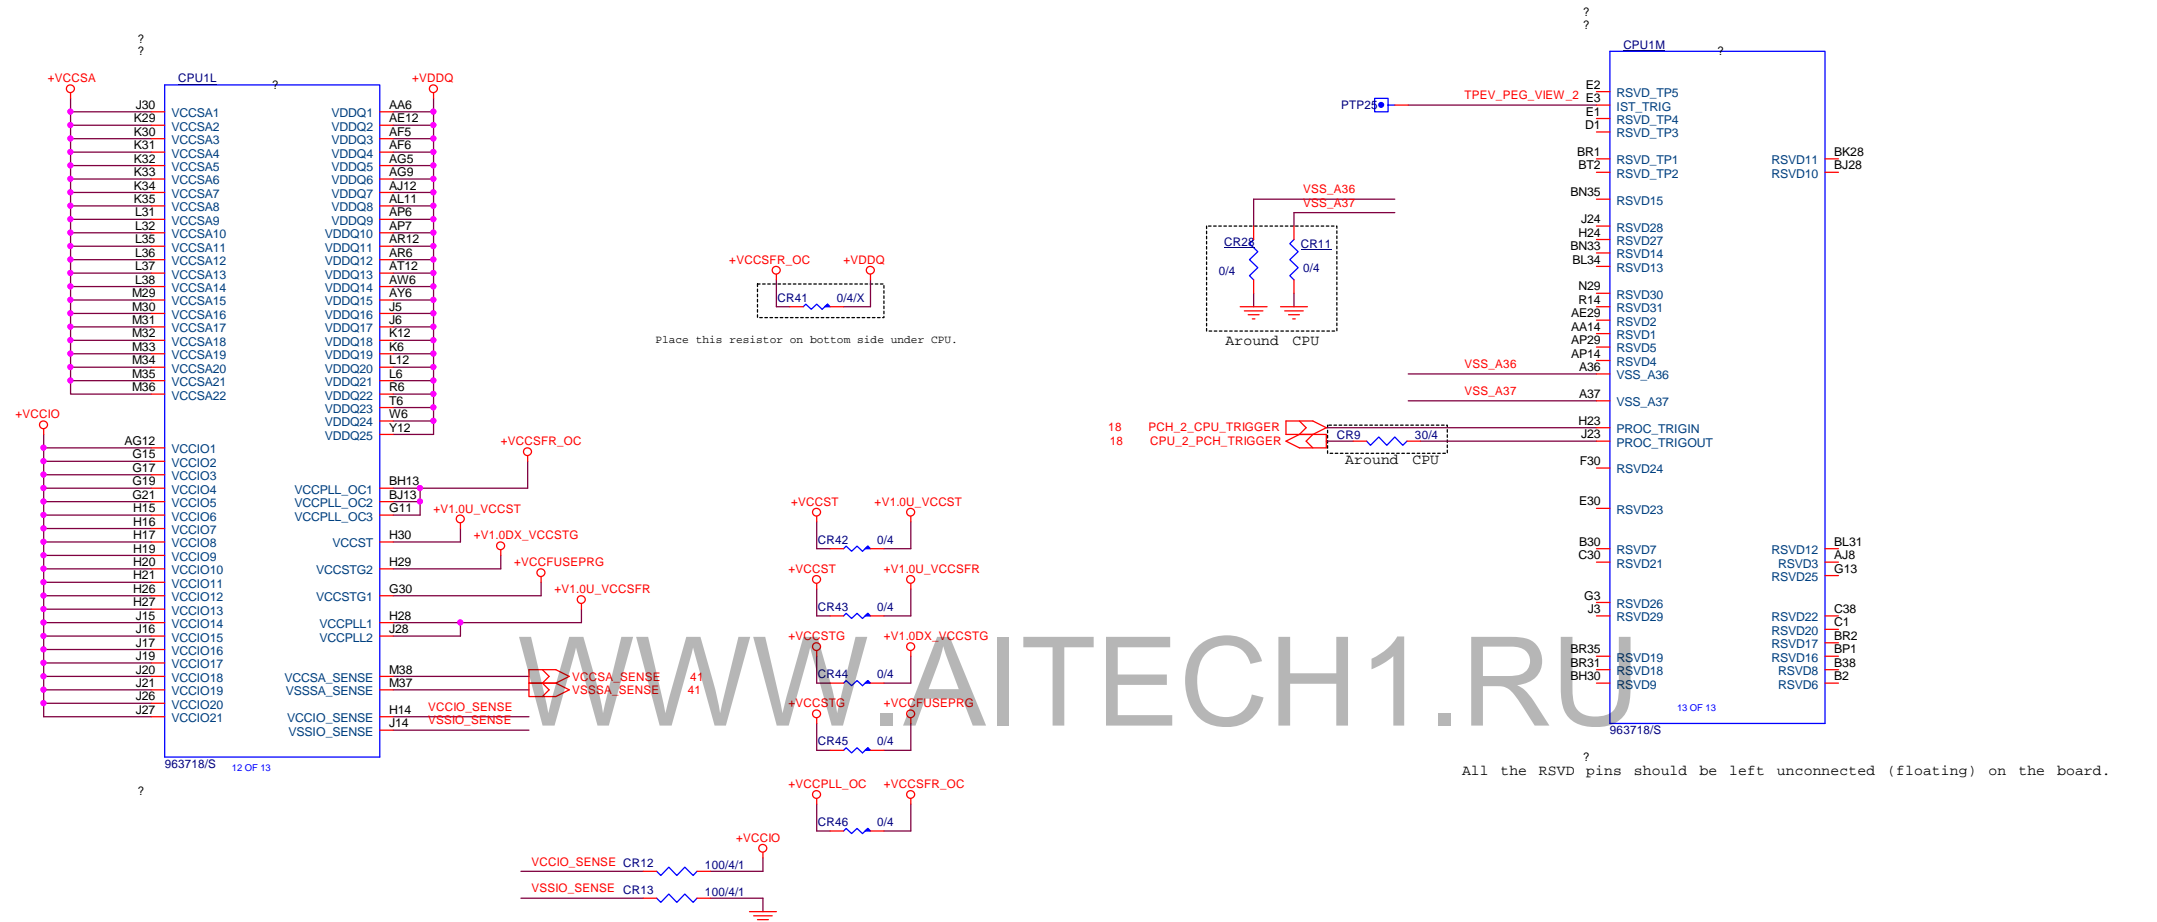 ?
?
CPU1L
?
+VCCSA
+VDDQ
J30 VCCSA1
K29 VCCSA2
K30 VCCSA3
K31 VCCSA4
K32 VCCSA5
K33 VCCSA6
K34 VCCSA7
K35 VCCSA8
L31 VCCSA9
L32 VCCSA10
L35 VCCSA11
L36 VCCSA12
L37 VCCSA13
L38 VCCSA14
M29 VCCSA15
M30 VCCSA16
M31 VCCSA17
M32 VCCSA18
M33 VCCSA19
M34 VCCSA20
M35 VCCSA21
M36 VCCSA22
+VCCIO
AG12 VCCIO1
G15 VCCIO2
G17 VCCIO3
G19 VCCIO4
G21 VCCIO5
H15 VCCIO6
H16 VCCIO7
H17 VCCIO8
H19 VCCIO9
H20 VCCIO10
H21 VCCIO11
H26 VCCIO12
H27 VCCIO13
J15 VCCIO14
J16 VCCIO15
J17 VCCIO16
J19 VCCIO17
J20 VCCIO18
J21 VCCIO19
J26 VCCIO20
J27 VCCIO21
VDDQ1 AA6
VDDQ2 AE12
VDDQ3 AF5
VDDQ4 AF6
VDDQ5 AG5
VDDQ6 AG9
VDDQ7 AJ12
VDDQ8 AL11
VDDQ9 AP6
VDDQ10 AP7
VDDQ11 AR12
VDDQ12 AR6
VDDQ13 AT12
VDDQ14 AW6
VDDQ15 AY6
VDDQ16 J5
VDDQ17 J6
VDDQ18 K12
VDDQ19 K6
VDDQ20 L12
VDDQ21 L6
VDDQ22 R6
VDDQ23 T6
VDDQ24 W6
VDDQ25 Y12
+VCCSFR_OC
VCCPLL_OC1 BH13
VCCPLL_OC2 BJ13
VCCPLL_OC3 G11
+V1.0U_VCCST
VCCST H30
+V1.0DX_VCCSTG
VCCSTG2 H29
+VCCFUSEPRG
VCCSTG1 G30
+V1.0U_VCCSFR
VCCPLL1 H28
VCCPLL2 J28
VCCSA_SENSE M38 VCCSA_SENSE 41
VSSSA_SENSE M37 VSSSA_SENSE 41
VCCIO_SENSE H14 VCCIO_SENSE
VSSIO_SENSE J14 VSSIO_SENSE
963718/S 12 OF 13
?
+VCCSFR_OC +VDDQ
CR41 0/4/X
Place this resistor on bottom side under CPU.
+VCCST +V1.0U_VCCST
CR42 0/4
+VCCST +V1.0U_VCCSFR
CR43 0/4
+VCCSTG +V1.0DX_VCCSTG
CR44 0/4
+VCCSTG +VCCFUSEPRG
CR45 0/4
+VCCPLL_OC +VCCSFR_OC
CR46 0/4
+VCCIO
VCCIO_SENSE CR12 100/4/1
VSSIO_SENSE CR13 100/4/1
WWW.AITECH1.RU
VSS_A36
VSS_A37
CR28 CR11
0/4 0/4
Around CPU
?
?
CPU1M
?
PTP25 TPEV_PEG_VIEW_2
E2 RSVD_TP5
E3 IST_TRIG
E1 RSVD_TP4
D1 RSVD_TP3
BR1 RSVD_TP1
BT2 RSVD_TP2
BN35 RSVD15
J24 RSVD28
H24 RSVD27
BN33 RSVD14
BL34 RSVD13
N29 RSVD30
R14 RSVD31
AE29 RSVD2
AA14 RSVD1
AP29 RSVD5
AP14 RSVD4
VSS_A36 A36 VSS_A36
VSS_A37 A37 VSS_A37
18 PCH_2_CPU_TRIGGER H23 PROC_TRIGIN
18 CPU_2_PCH_TRIGGER CR9 30/4 J23 PROC_TRIGOUT
Around CPU
F30 RSVD24
E30 RSVD23
B30 RSVD7
C30 RSVD21
G3 RSVD26
J3 RSVD29
BR35 RSVD19
BR31 RSVD18
BH30 RSVD9
RSVD11 BK28
RSVD10 BJ28
RSVD12 BL31
RSVD3 AJ8
RSVD25 G13
RSVD22 C38
RSVD20 C1
RSVD17 BR2
RSVD16 BP1
RSVD8 B38
RSVD6 B2
13 OF 13
963718/S
?
All the RSVD pins should be left unconnected (floating) on the board.